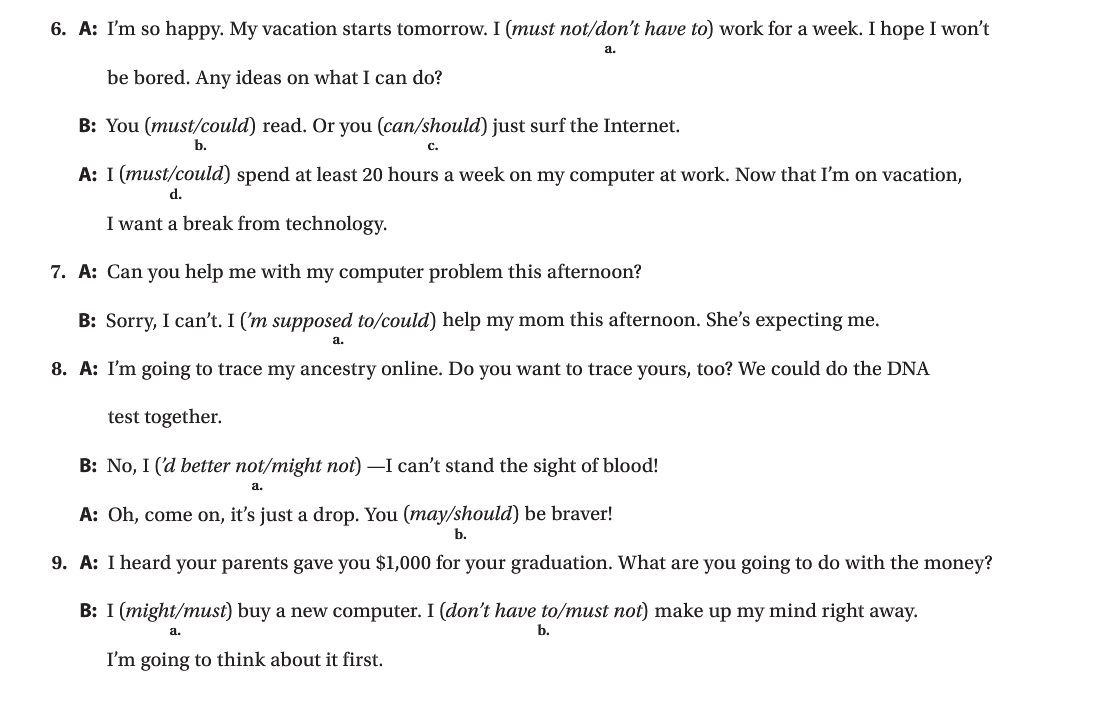 6. A: I’m so happy. My vacation starts tomorrow. I (must not/don’t have to) work for a week. I hope I won’t
a.
be bored. Any ideas on what I can do?
B: You (must/could) read. Or you (can/should) just surf the Internet.
b. c.
A: I (must/could) spend at least 20 hours a week on my computer at work. Now that I’m on vacation,
d.
I want a break from technology.
7. A: Can you help me with my computer problem this afternoon?
B: Sorry, I can’t. I (’m supposed to/could) help my mom this afternoon. She’s expecting me.
a.
8. A: I’m going to trace my ancestry online. Do you want to trace yours, too? We could do the DNA
test together.
B: No, I (’d better not/might not) —I can’t stand the sight of blood!
a.
A: Oh, come on, it’s just a drop. You (may/should) be braver!
b.
9. A: I heard your parents gave you $1,000 for your graduation. What are you going to do with the money?
B: I (might/must) buy a new computer. I (don’t have to/must not) make up my mind right away.
a. b.
I’m going to think about it first.